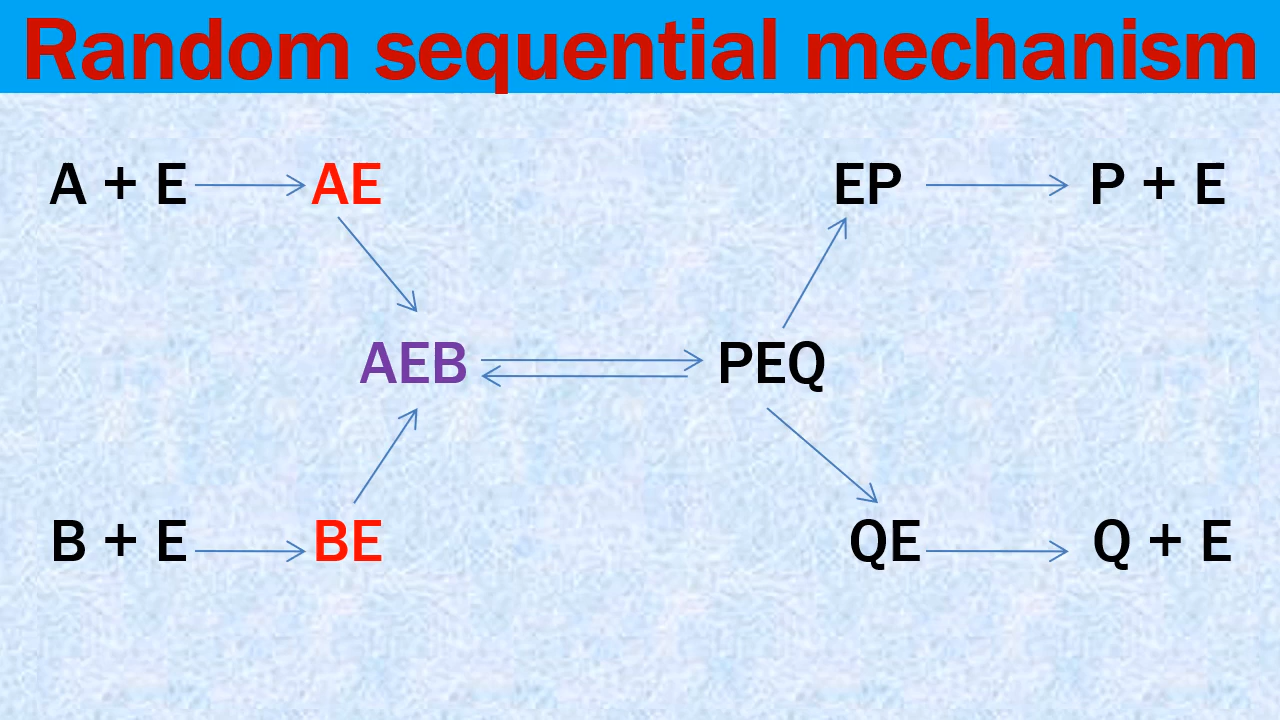 Random sequential mechanism
A + E AE EP P + E
AEB PEQ
B + E BE QE Q + E